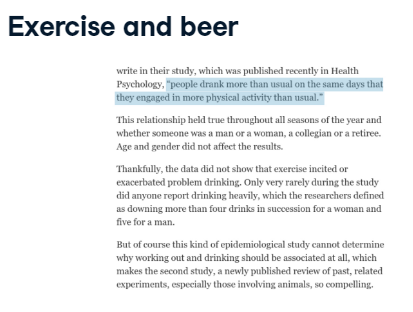 Exercise and beer
write in their study, which was published recently in Health
Psychology, "people drank more than usual on the same days that
they engaged in more physical activity than usual."
This relationship held true throughout all seasons of the year and
whether someone was a man or a woman, a collegian or a retiree.
Age and gender did not affect the results.
Thankfully, the data did not show that exercise incited or
exacerbated problem drinking. Only very rarely during the study
did anyone report drinking heavily, which the researchers defined
as downing more than four drinks in succession for a woman and
five for a man.
But of course this kind of epidemiological study cannot determine
why working out and drinking should be associated at all, which
makes the second study, a newly published review of past, related
experiments, especially those involving animals, so compelling.